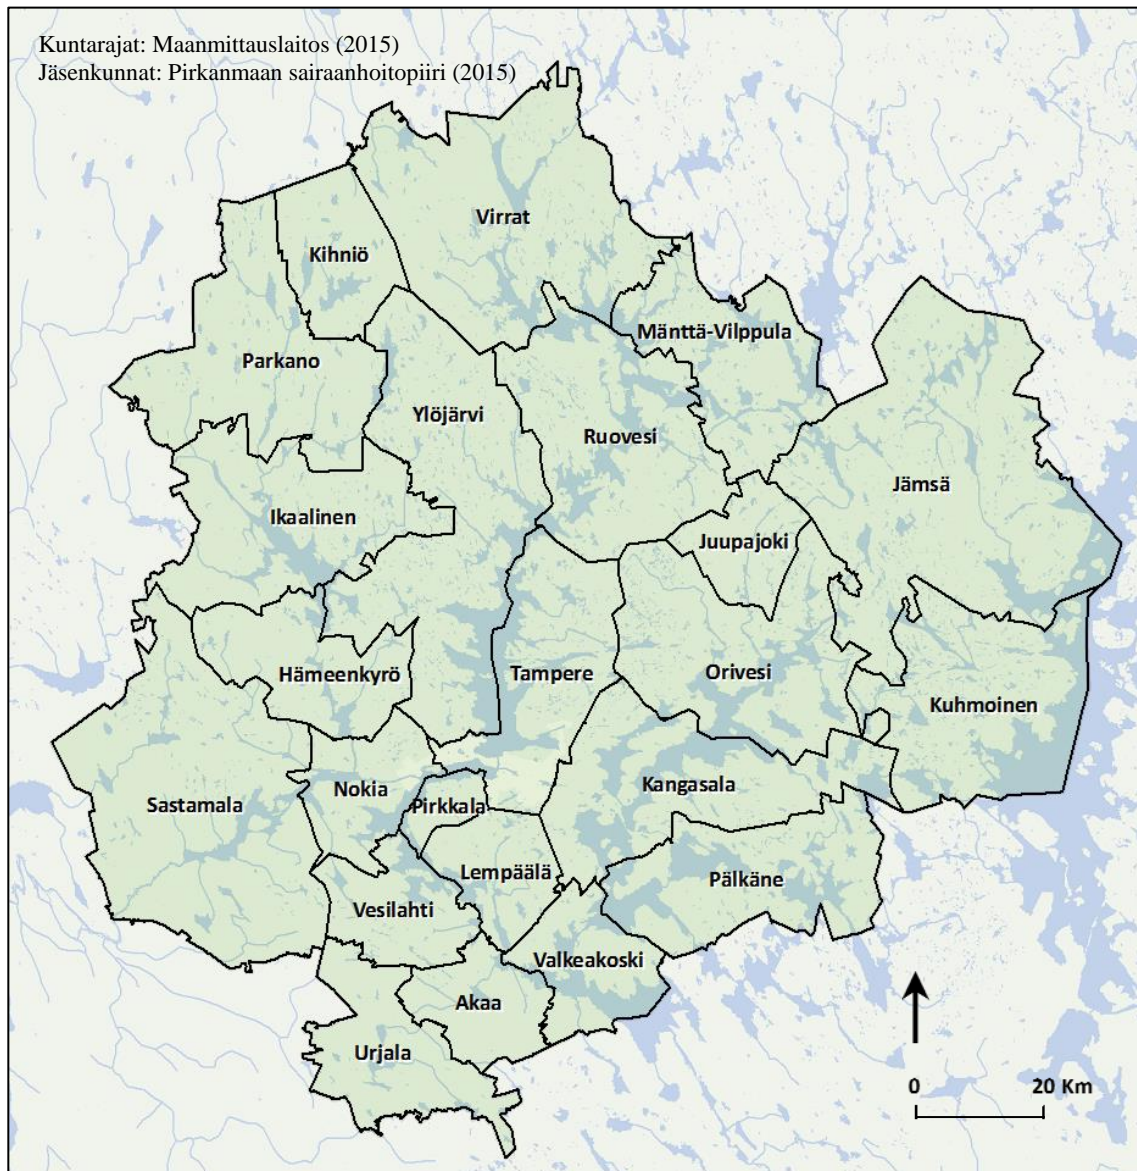 Kuntarajat: Maanmittauslaitos (2015)
Jäsenkunnat: Pirkanmaan sairaanhoitopiiri (2015)
Virrat
Kihniö
Mänttä-Vilppula
Parkano
Ylöjärvi
Ruovesi
Jämsä
Ikaalinen
Juupajoki
Hämeenkyrö
Tampere
Orivesi
Kuhmoinen
Sastamala
Nokia
Pirkkala
Kangasala
Lempäälä
Pälkäne
Vesilahti
Valkeakoski
Akaa
Urjala
0 20 Km